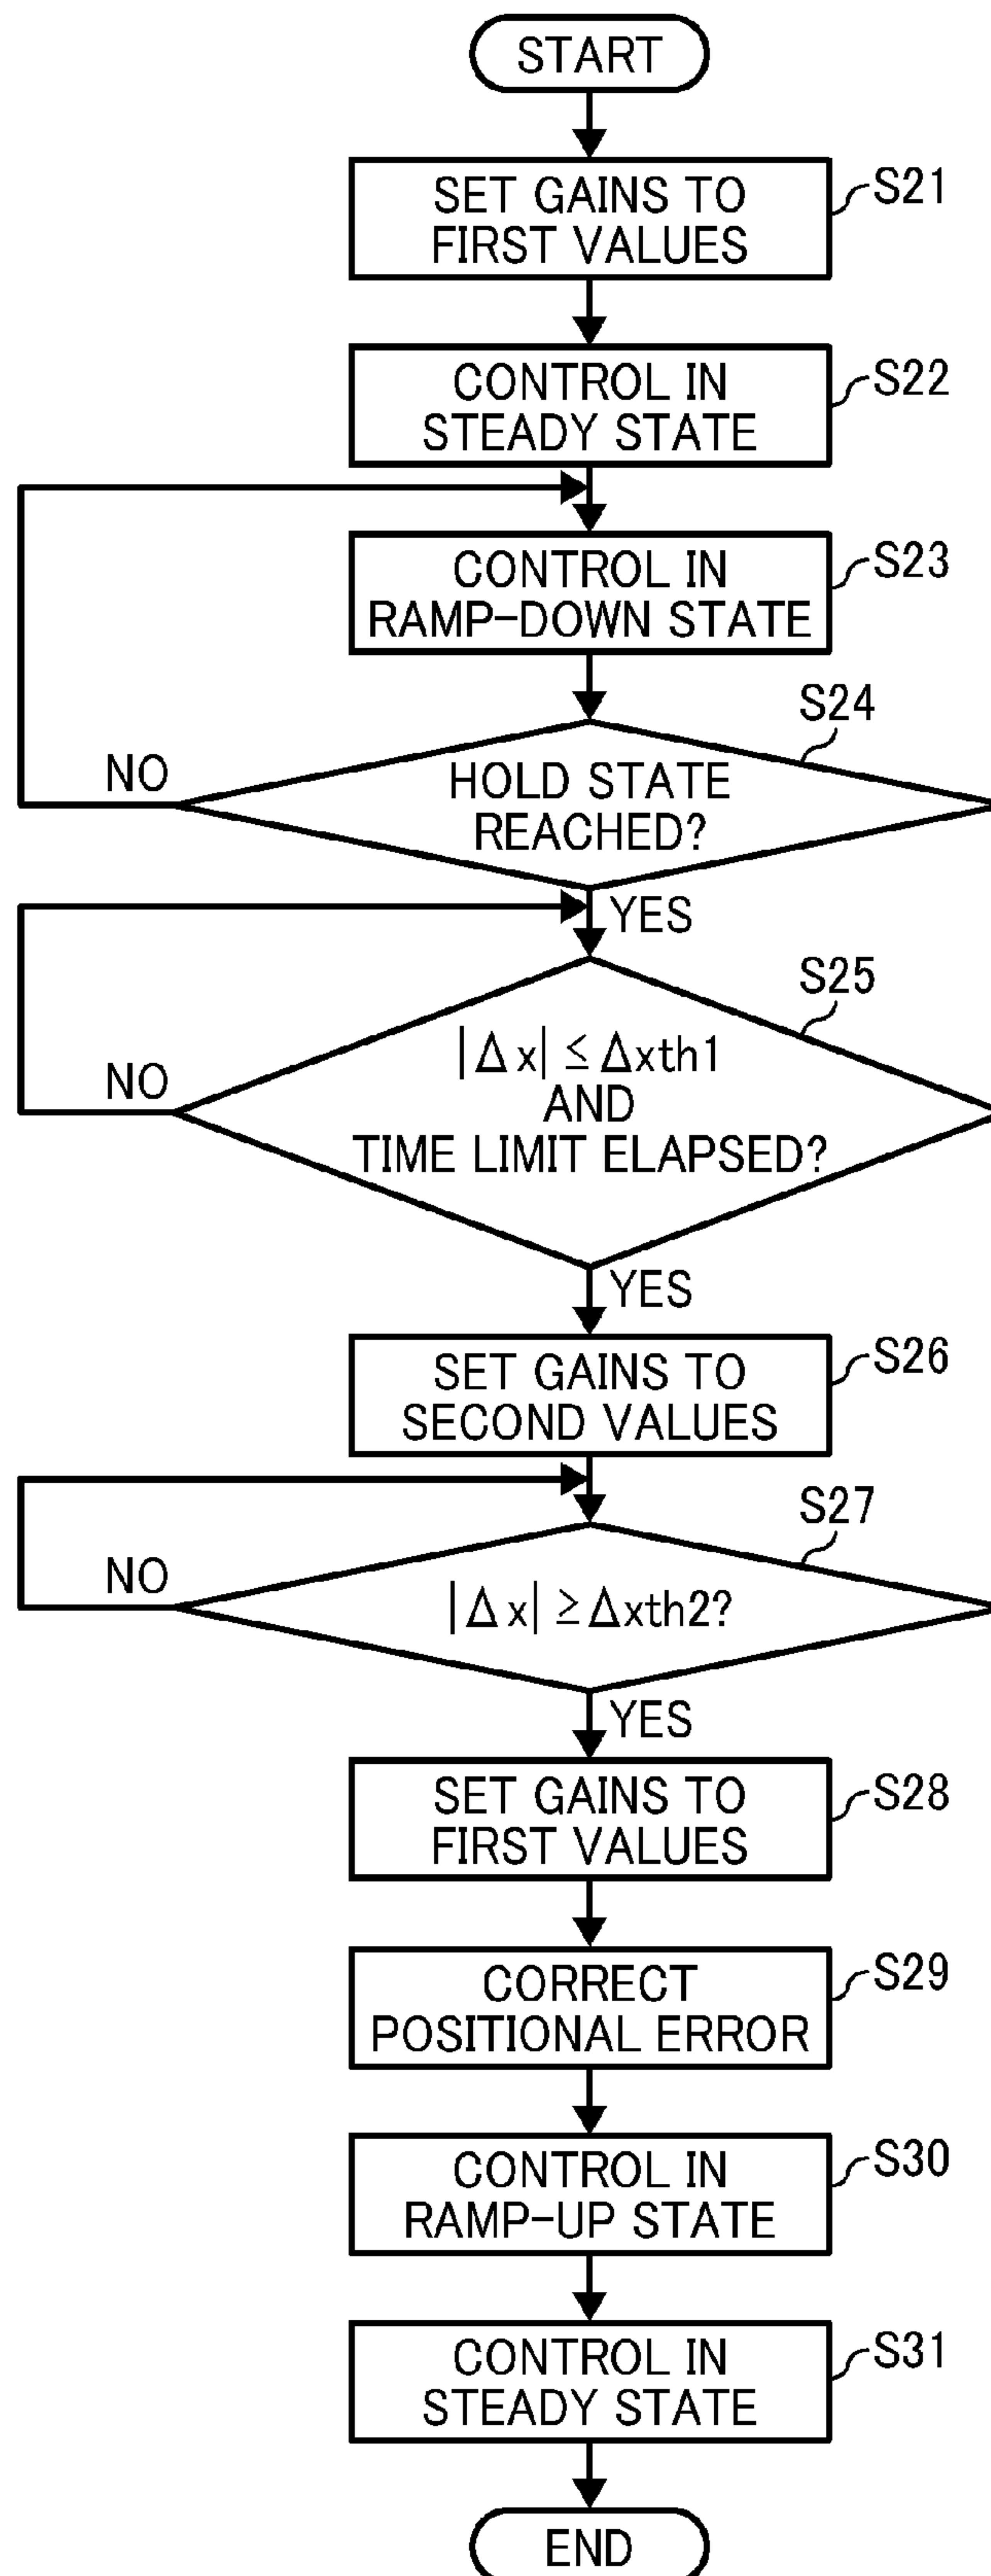 START
SET GAINS TO
FIRST VALUES
S21
CONTROL IN
STEADY STATE
S22
CONTROL IN
RAMP-DOWN STATE
S23
S24
HOLD STATE
REACHED?
NO
YES
S25
|Δx| ≤ Δxth1
AND
TIME LIMIT ELAPSED?
NO
YES
SET GAINS TO
SECOND VALUES
S26
S27
|Δx| ≥ Δxth2?
NO
YES
SET GAINS TO
FIRST VALUES
S28
CORRECT
POSITIONAL ERROR
S29
CONTROL IN
RAMP-UP STATE
S30
CONTROL IN
STEADY STATE
S31
END